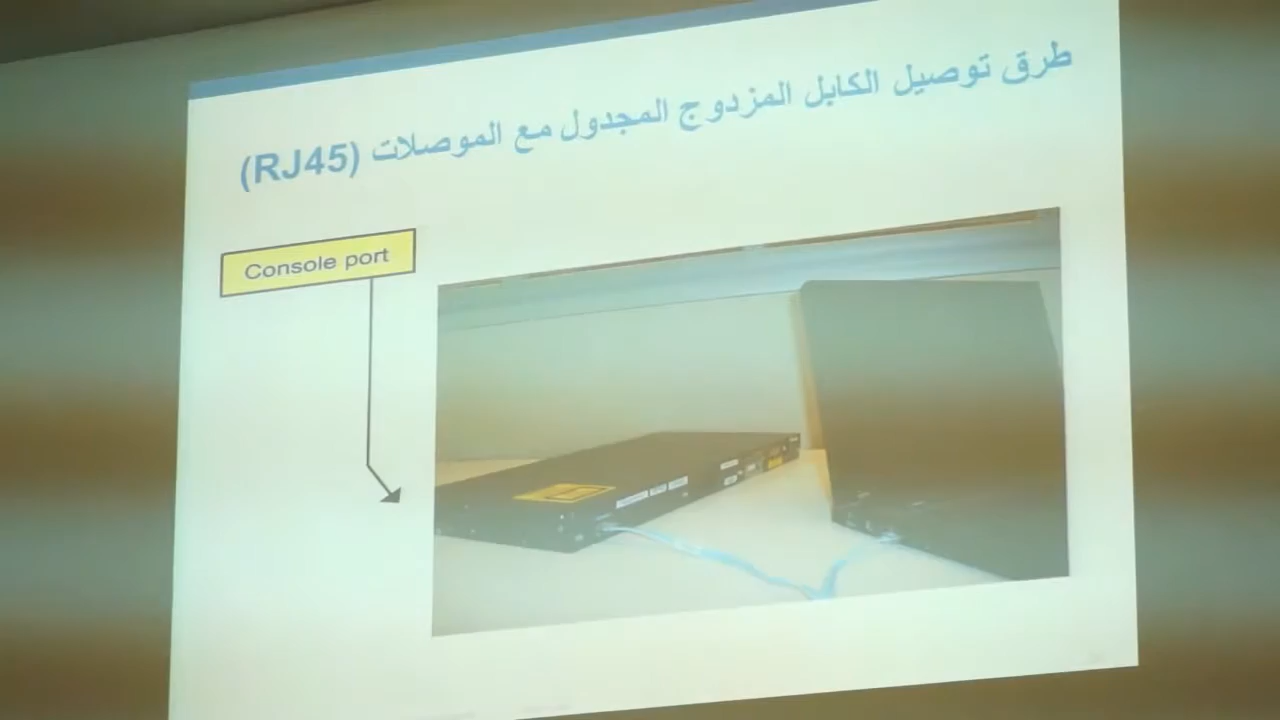 طرق توصيل الكابل المزدوج المجدول مع الموصلات (RJ45)
Console port